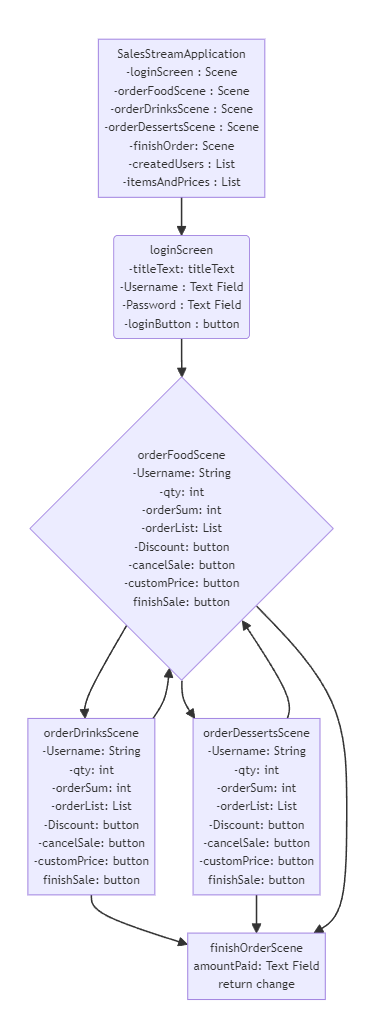 SalesStreamApplication
-loginScreen : Scene
-orderFoodScene : Scene
-orderDrinksScene : Scene
-orderDessertsScene : Scene
-finishOrder: Scene
-createdUsers : List
-itemsAndPrices : List
loginScreen
-titleText: titleText
-Username : Text Field
-Password : Text Field
-loginButton : button
orderFoodScene
-Username: String
-qty: int
-orderSum: int
-orderList: List
-Discount: button
-cancelSale: button
-customPrice: button
finishSale: button
orderDrinksScene
-Username: String
-qty: int
-orderSum: int
-orderList: List
-Discount: button
-cancelSale: button
-customPrice: button
finishSale: button
orderDessertsScene
-Username: String
-qty: int
-orderSum: int
-orderList: List
-Discount: button
-cancelSale: button
-customPrice: button
finishSale: button
finishOrderScene
amountPaid: Text Field
return change